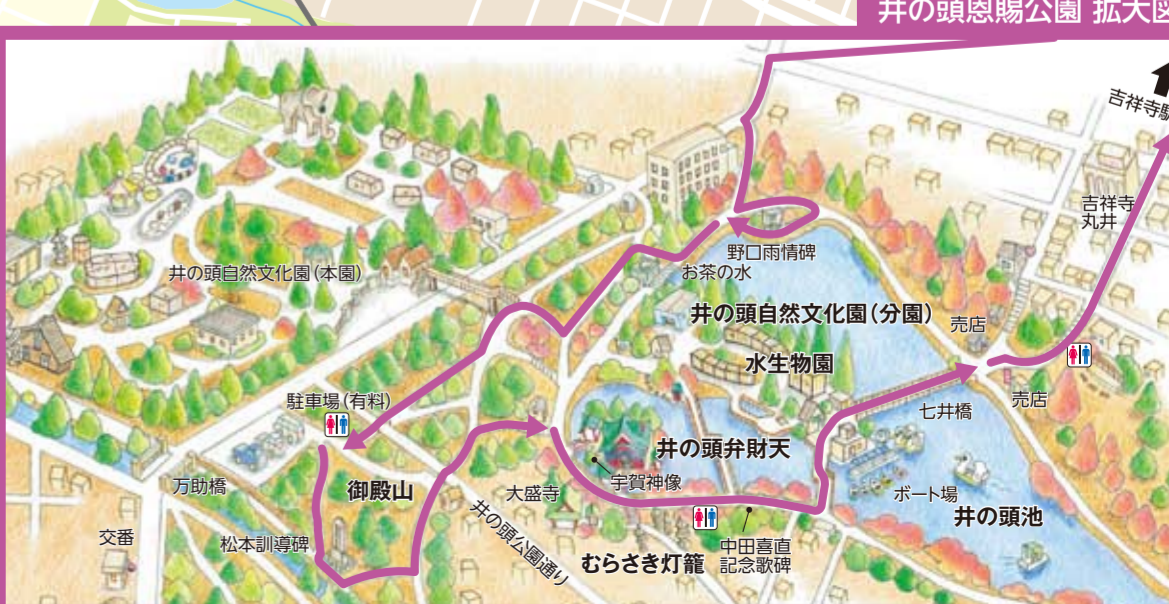 井の頭恩賜公園 拡大図
吉祥寺駅
吉祥寺
丸井
野口雨情碑
お茶の水
井の頭自然文化園(本園)
井の頭自然文化園(分園)
売店
水生物園
七井橋
売店
駐車場(有料)
井の頭弁財天
宇賀神像
万助橋
御殿山
大盛寺
ボート場
井の頭池
井の頭公園通り
交番
松本訓導碑
むらさき灯籠
中田喜直
記念歌碑